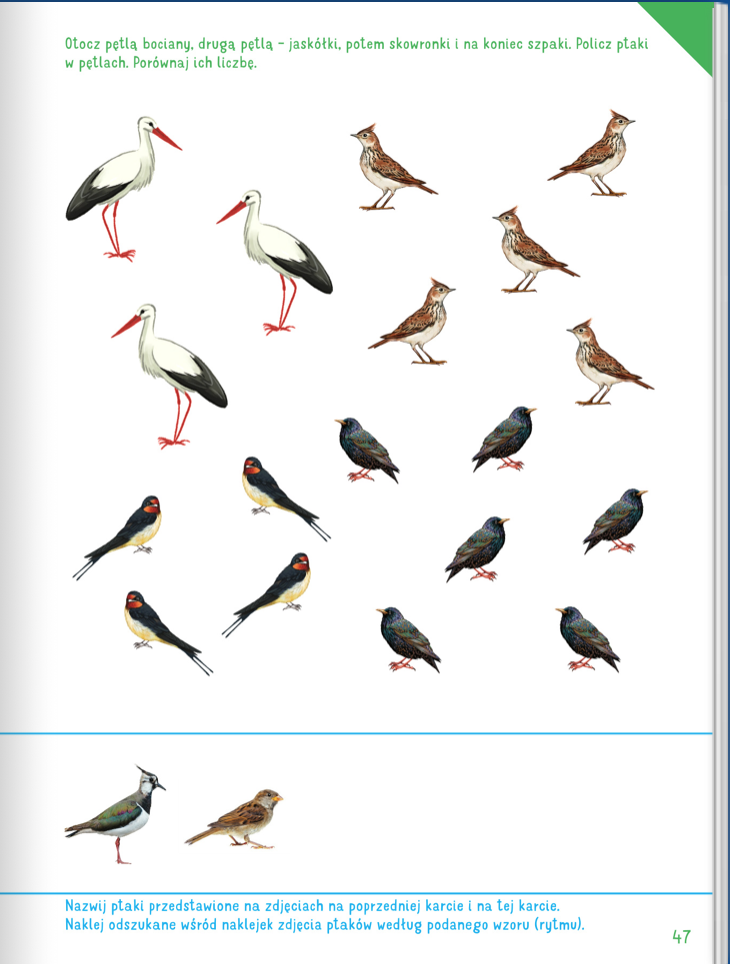 Otocz pętlą bociany, drugą pętlą – jaskółki, potem skowronki i na koniec szpaki. Policz ptaki
w pętlach. Porównaj ich liczbę.
Nazwij ptaki przedstawione na zdjęciach na poprzedniej karcie i na tej karcie.
Naklej odszukane wśród naklejek zdjęcia ptaków według podanego wzoru (rytmu).
47